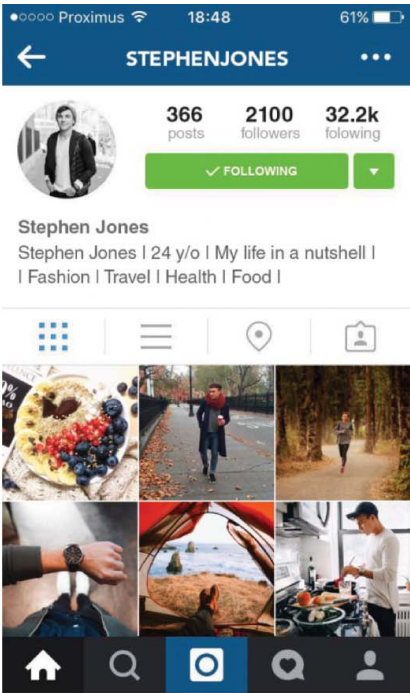 Proximus 18:48 61%
STEPHENJONES
366 2100 32.2k
posts followers folowing
FOLLOWING
Stephen Jones
Stephen Jones I 24 y/o I My life in a nutshell I
I Fashion I Travel I Health I Food I